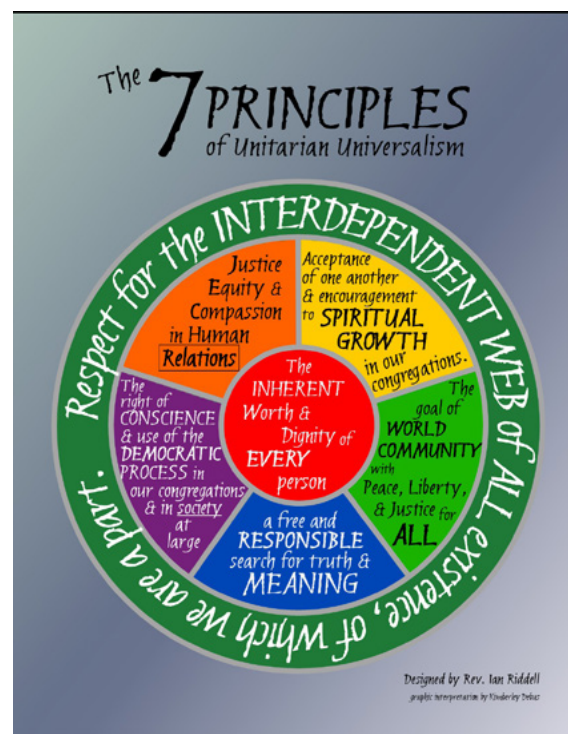 The 7 PRINCIPLES
of Unitarian Universalism
Respect for the INTERDEPENDENT WEB of ALL existence, of which we are a part.
Justice
Equity &
Compassion
in Human
Relations
Acceptance
of one another
& encouragement
to SPIRITUAL
GROWTH
in our
congregations.
The
INHERENT
Worth &
Dignity of
EVERY
person
The
right of
CONSCIENCE
& use of the
DEMOCRATIC
PROCESS in
our congregations
& in society
at
large
The
goal of
WORLD
COMMUNITY
with
Peace, Liberty,
& Justice for
ALL
a free and
RESPONSIBLE
search for truth &
MEANING
Designed by Rev. Ian Riddell
graphic interpretation by Kimberley Debus